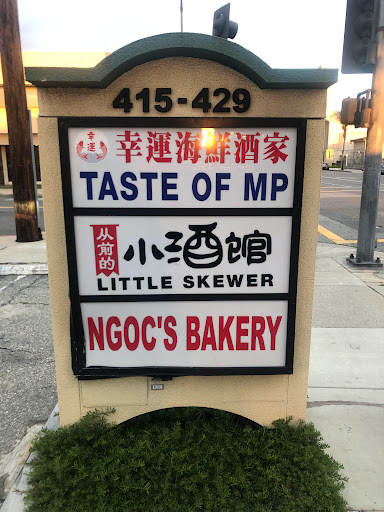 415-429
幸運
幸運海鮮酒家
TASTE OF MP
从前的
小酒館
LITTLE SKEWER
NGOC'S BAKERY